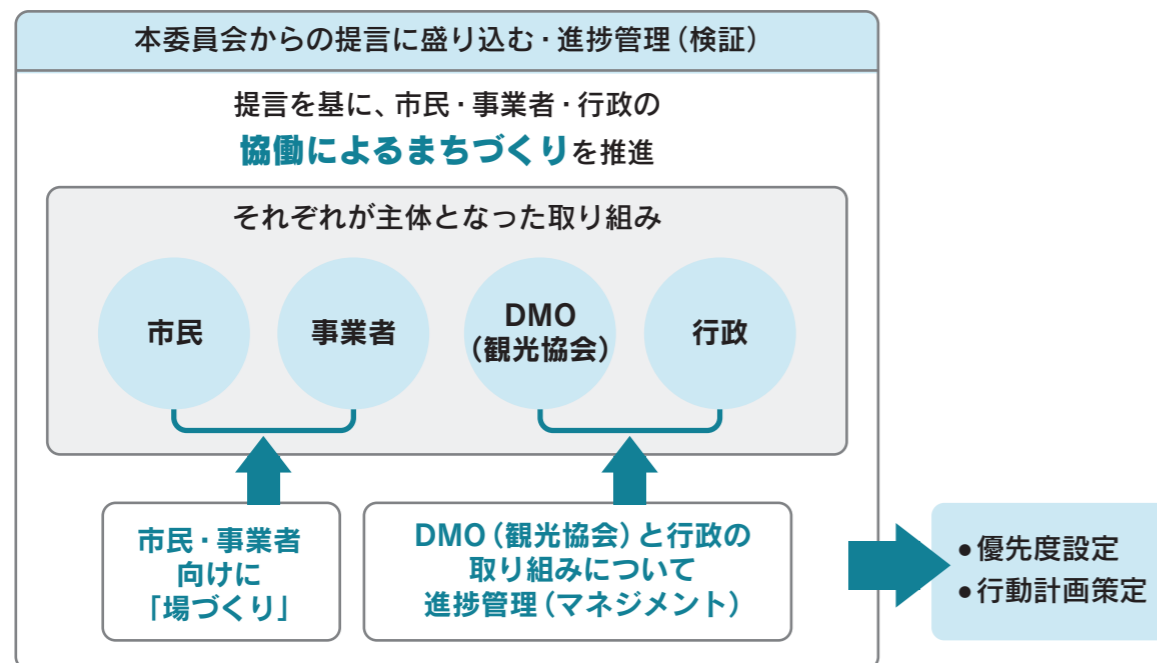 本委員会からの提言に盛り込む・進捗管理（検証）
提言を基に、市民・事業者・行政の
協働によるまちづくりを推進
それぞれが主体となった取り組み
市民
事業者
DMO
（観光協会）
行政
市民・事業者
向けに
「場づくり」
DMO（観光協会）と行政の
取り組みについて
進捗管理（マネジメント）
●優先度設定
●行動計画策定